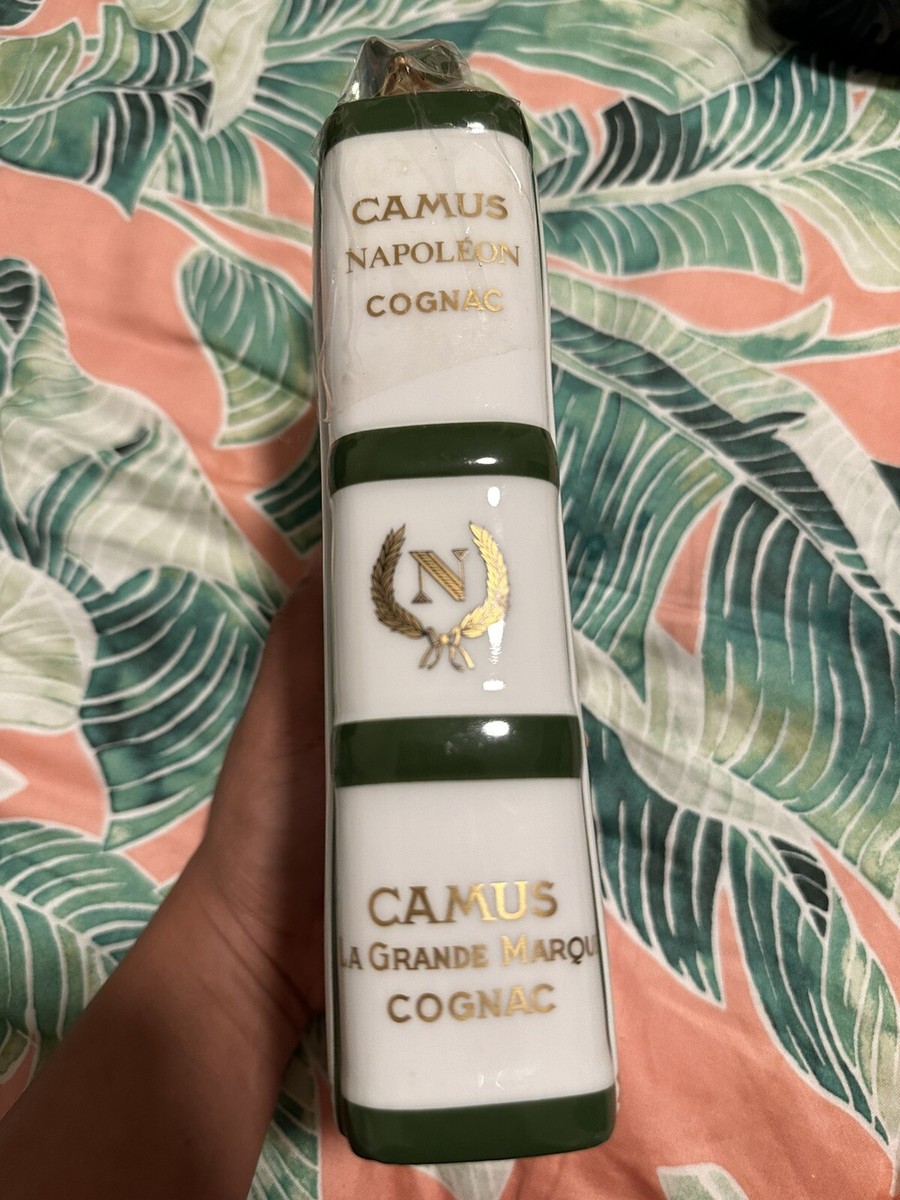 CAMUS
NAPOLÉON
COGNAC
N
CAMUS
LA GRANDE MARQU
COGNAC